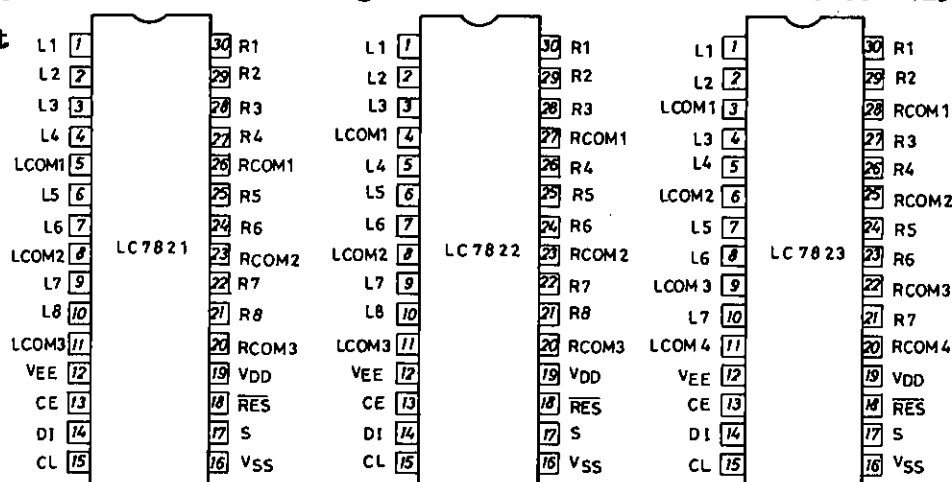 t
L1 1 30 R1 L1 1 30 R1 L1 1 30 R1
L2 2 29 R2 L2 2 29 R2 L2 2 29 R2
L3 3 28 R3 L3 3 28 R3 LCOM1 3 28 RCOM1
L4 4 27 R4 LCOM1 4 27 RCOM1 L3 4 27 R3
LCOM1 5 26 RCOM1 L4 5 26 R4 L4 5 26 R4
L5 6 25 R5 L5 6 25 R5 LCOM2 6 25 RCOM2
L6 7 24 R6 L6 7 24 R6 L5 7 24 R5
LCOM2 8 LC7821 23 RCOM2 LCOM2 8 LC7822 23 RCOM2 L6 8 LC7823 23 R6
L7 9 22 R7 L7 9 22 R7 LCOM3 9 22 RCOM3
L8 10 21 R8 L8 10 21 R8 L7 10 21 R7
LCOM3 11 20 RCOM3 LCOM3 11 20 RCOM3 LCOM4 11 20 RCOM4
VEE 12 19 VDD VEE 12 19 VDD VEE 12 19 VDD
CE 13 18 RES CE 13 18 RES CE 13 18 RES
DI 14 17 S DI 14 17 S DI 14 17 S
CL 15 16 VSS CL 15 16 VSS CL 15 16 VSS